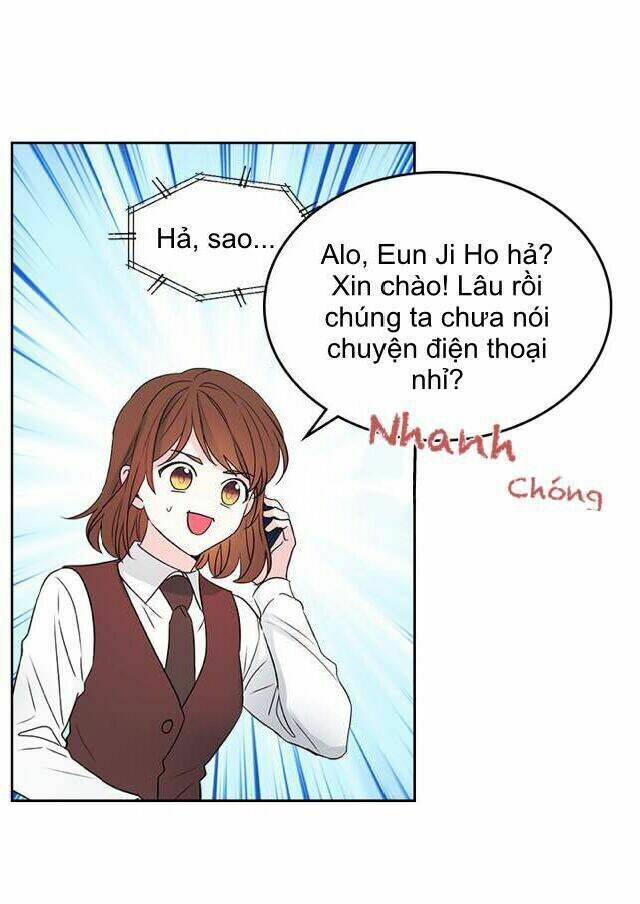 Hả, sao...
Alo, Eun Ji Ho hả?
Xin chào! Lâu rồi
chúng ta chưa nói
chuyện điện thoại
nhỉ?
Nhanh
Chóng